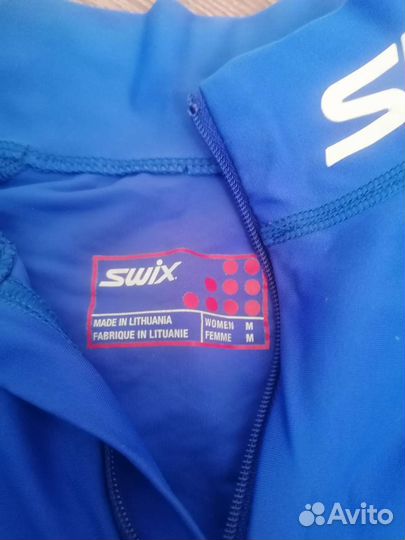 S
SWIX
MADE IN LITHUANIA WOMEN M
FABRIQUE IN LITUANIE FEMME M
Avito